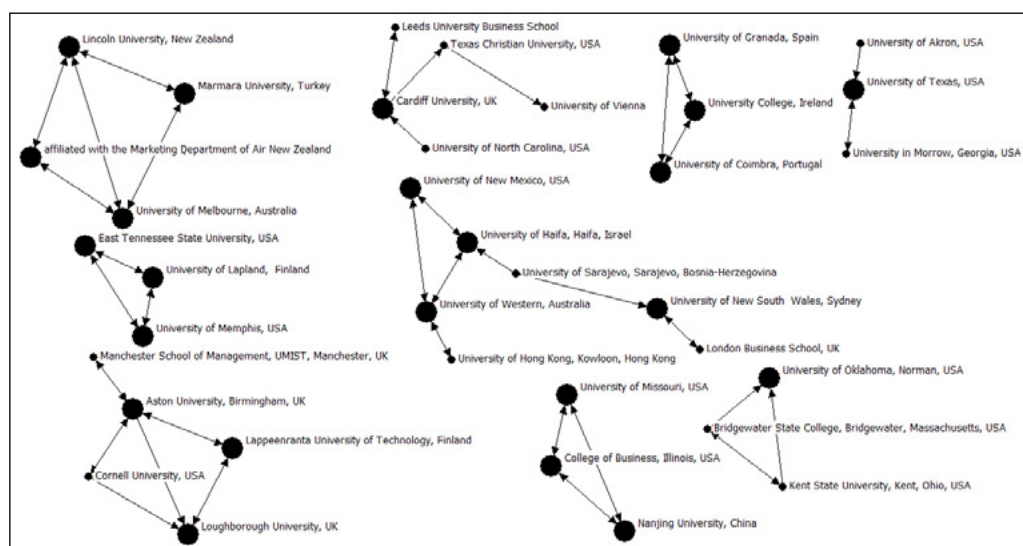 Lincoln University, New Zealand
Marmara University, Turkey
affiliated with the Marketing Department of Air New Zealand
University of Melbourne, Australia
East Tennessee State University, USA
University of Lapland, Finland
University of Memphis, USA
Manchester School of Management, UMIST, Manchester, UK
Aston University, Birmingham, UK
Lappeenranta University of Technology, Finland
Cornell University, USA
Loughborough University, UK
Leeds University Business School
Texas Christian University, USA
Cardiff University, UK
University of Vienna
University of North Carolina, USA
University of New Mexico, USA
University of Haifa, Haifa, Israel
University of Sarajevo, Sarajevo, Bosnia-Herzegovina
University of Western, Australia
University of New South Wales, Sydney
University of Hong Kong, Kowloon, Hong Kong
London Business School, UK
University of Granada, Spain
University College, Ireland
University of Coimbra, Portugal
University of Akron, USA
University of Texas, USA
University in Morrow, Georgia, USA
University of Missouri, USA
College of Business, Illinois, USA
Nanjing University, China
University of Oklahoma, Norman, USA
Bridgewater State College, Bridgewater, Massachusetts, USA
Kent State University, Kent, Ohio, USA